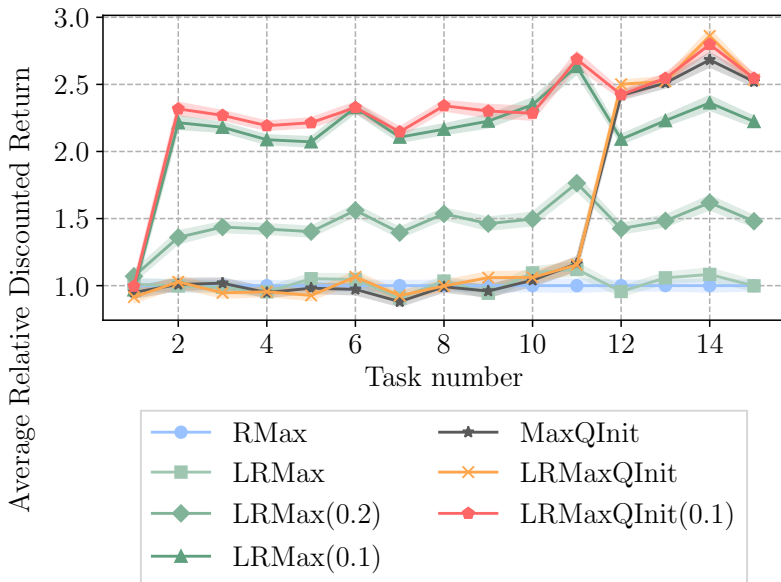 Average Relative Discounted Return
3.0
2.5
2.0
1.5
1.0
2 4 6 8 10 12 14
Task number
RMax
LRMax
LRMax(0.2)
LRMax(0.1)
MaxQInit
LRMaxQInit
LRMaxQInit(0.1)